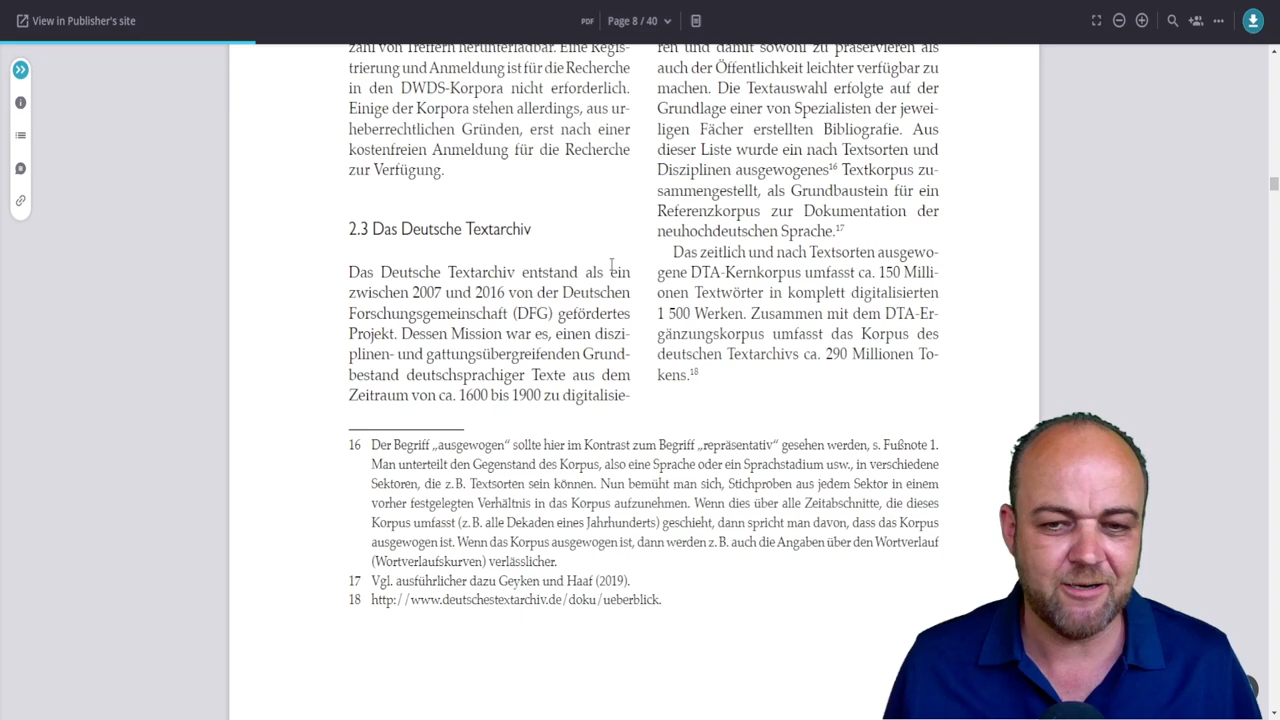 View in Publisher's site
PDF
Page 8 / 40
zahl von Treffern herunterladbar. Eine Regis-
trierung und Anmeldung ist für die Recherche
in den DWDS-Korpora nicht erforderlich.
Einige der Korpora stehen allerdings, aus ur-
heberrechtlichen Gründen, erst nach einer
kostenfreien Anmeldung für die Recherche
zur Verfügung.
2.3 Das Deutsche Textarchiv
Das Deutsche Textarchiv entstand als ein
zwischen 2007 und 2016 von der Deutschen
Forschungsgemeinschaft (DFG) gefördertes
Projekt. Dessen Mission war es, einen diszi-
plinen- und gattungsübergreifenden Grund-
bestand deutschsprachiger Texte aus dem
Zeitraum von ca. 1600 bis 1900 zu digitalisie-
ren und damit sowohl zu präservieren als
auch der Öffentlichkeit leichter verfügbar zu
machen. Die Textauswahl erfolgte auf der
Grundlage einer von Spezialisten der jewei-
ligen Fächer erstellten Bibliografie. Aus
dieser Liste wurde ein nach Textsorten und
Disziplinen ausgewogenes16 Textkorpus zu-
sammengestellt, als Grundbaustein für ein
Referenzkorpus zur Dokumentation der
neuhochdeutschen Sprache.17
Das zeitlich und nach Textsorten ausgewo-
gene DTA-Kernkorpus umfasst ca. 150 Milli-
onen Textwörter in komplett digitalisierten
1 500 Werken. Zusammen mit dem DTA-Er-
gänzungskorpus umfasst das Korpus des
deutschen Textarchivs ca. 290 Millionen To-
kens.18
16 Der Begriff „ausgewogen“ sollte hier im Kontrast zum Begriff „repräsentativ“ gesehen werden, s. Fußnote 1.
Man unterteilt den Gegenstand des Korpus, also eine Sprache oder ein Sprachstadium usw., in verschiedene
Sektoren, die z. B. Textsorten sein können. Nun bemüht man sich, Stichproben aus jedem Sektor in einem
vorher festgelegten Verhältnis in das Korpus aufzunehmen. Wenn dies über alle Zeitabschnitte, die dieses
Korpus umfasst (z. B. alle Dekaden eines Jahrhunderts) geschieht, dann spricht man davon, dass das Korpus
ausgewogen ist. Wenn das Korpus ausgewogen ist, dann werden z. B. auch die Angaben über den Wortverlauf
(Wortverlaufskurven) verlässlicher.
17 Vgl. ausführlicher dazu Geyken und Haaf (2019).
18 http://www.deutschestextarchiv.de/doku/ueberblick.